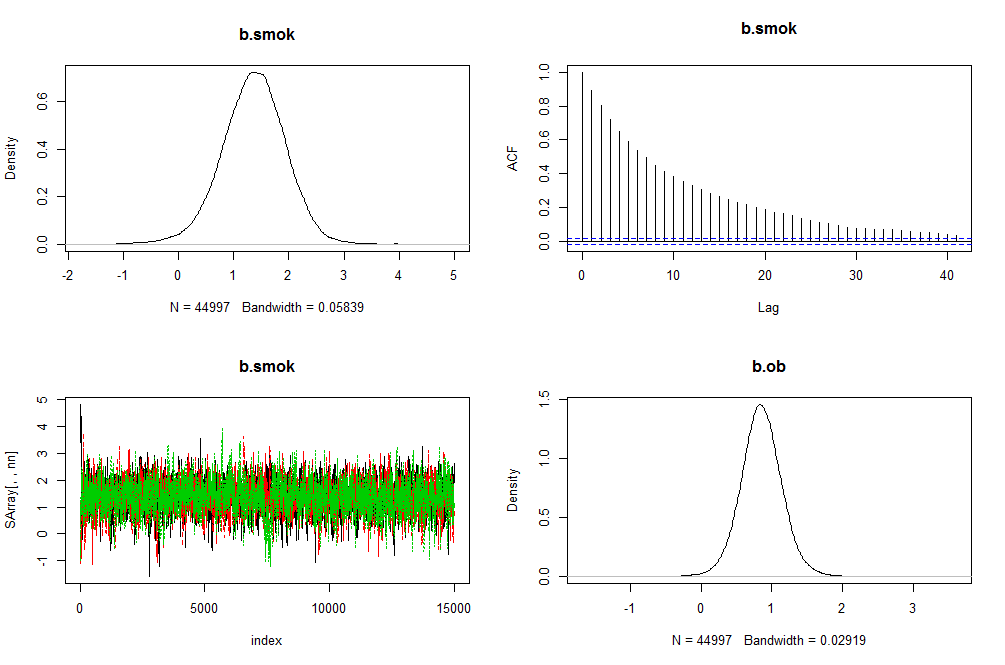 b.smok
Density
0.0 0.2 0.4 0.6
-2 -1 0 1 2 3 4 5
N = 44997 Bandwidth = 0.05839
b.smok
ACF
0.0 0.2 0.4 0.6 0.8 1.0
0 10 20 30 40
Lag
b.smok
SArray[, , nn]
-1 0 1 2 3 4 5
0 5000 10000 15000
index
b.ob
Density
0.0 0.5 1.0 1.5
-1 0 1 2 3
N = 44997 Bandwidth = 0.02919